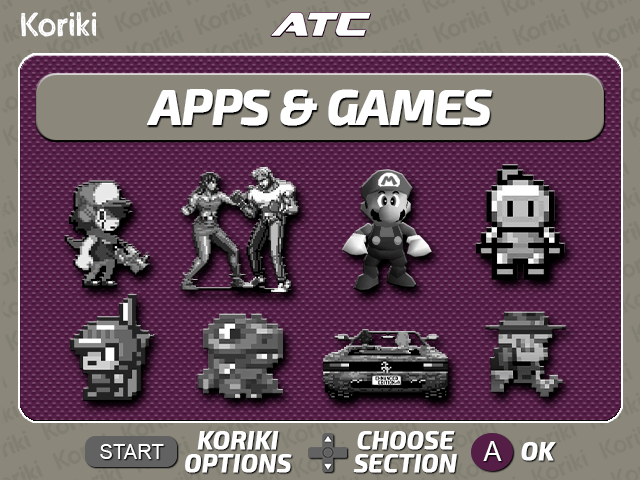 Koriki
ATC
APPS & GAMES
M
START
KORIKI
OPTIONS
CHOOSE
SECTION
A
OK